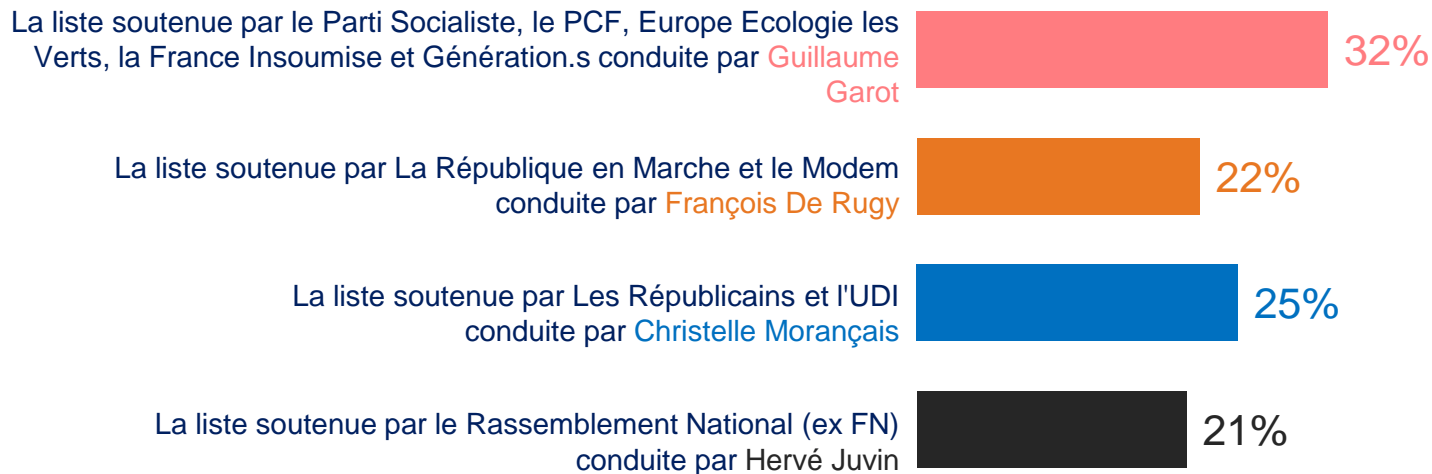 La liste soutenue par le Parti Socialiste, le PCF, Europe Ecologie les
Verts, la France Insoumise et Génération.s conduite par Guillaume
Garot
32%
La liste soutenue par La République en Marche et le Modem
conduite par François De Rugy
22%
La liste soutenue par Les Républicains et l'UDI
conduite par Christelle Morançais
25%
La liste soutenue par le Rassemblement National (ex FN)
conduite par Hervé Juvin
21%